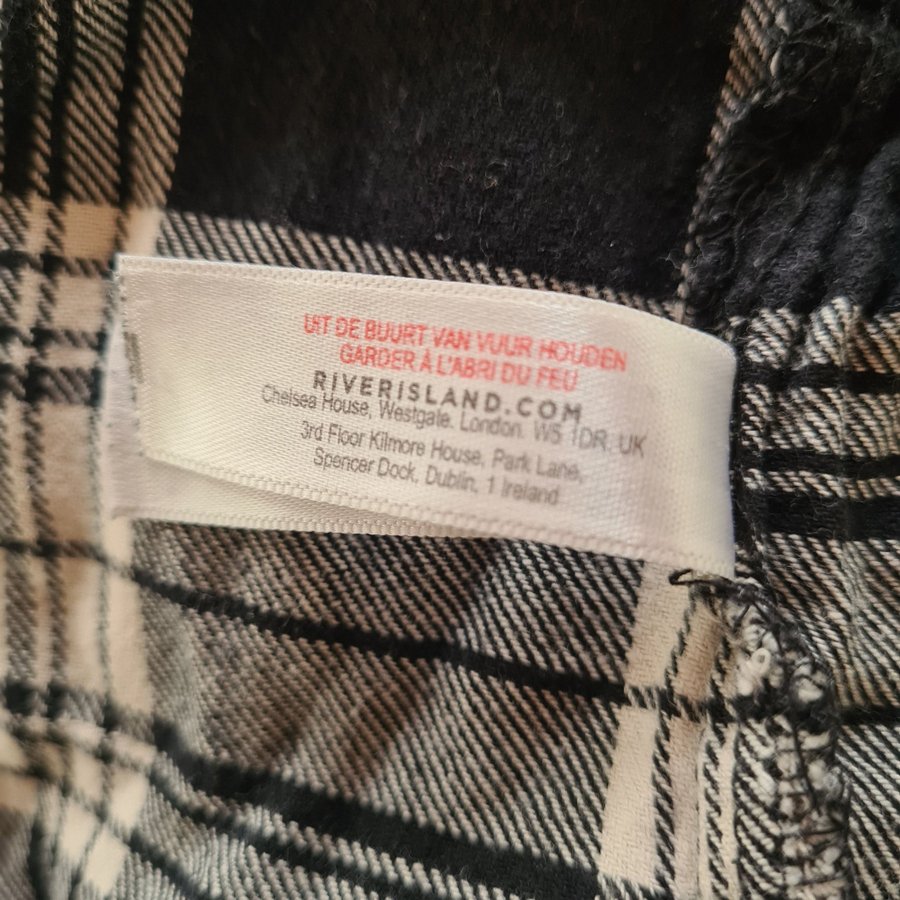 UIT DE BUURT VAN VUUR HOUDEN
GARDER À L'ABRI DU FEU
RIVERISLAND.COM
Chelsea House, Westgate, London. W5 1DR, UK
3rd Floor Kilmore House, Park Lane,
Spencer Dock, Dublin, 1 Ireland